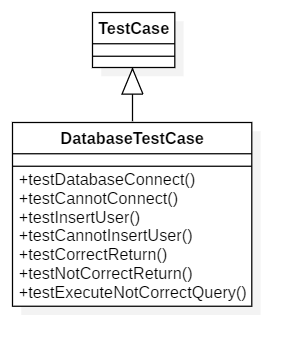 TestCase
DatabaseTestCase
+testDatabaseConnect()
+testCannotConnect()
+testInsertUser()
+testCannotInsertUser()
+testCorrectReturn()
+testNotCorrectReturn()
+testExecuteNotCorrectQuery()